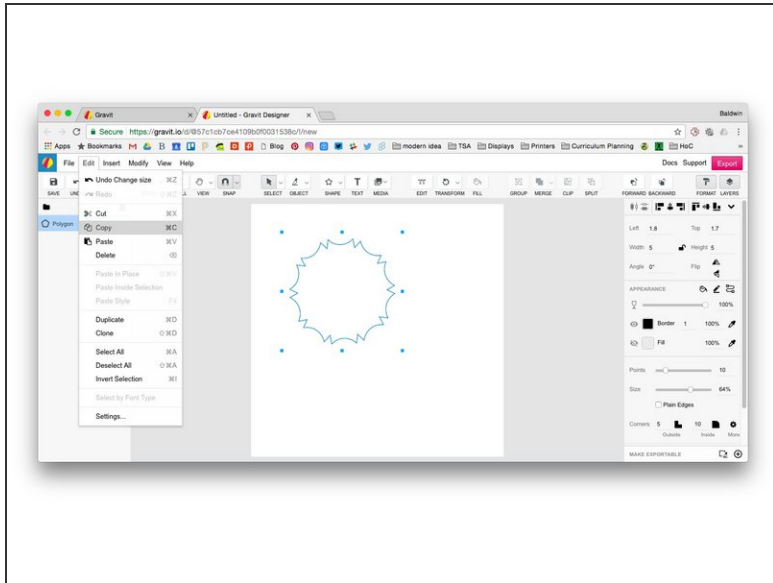 Gravit
Untitled - Gravit Designer
Baldwin
Secure https://gravit.io/d/@57c1cb7ce4109b0f0031538c/l/new
Apps Bookmarks Blog modern idea TSA Displays Printers Curriculum Planning HoC
File Edit Insert Modify View Help
Docs Support Export
SAVE VIEW SNAP SELECT OBJECT SHAPE TEXT MEDIA EDIT TRANSFORM FILL GROUP MERGE CLIP SPLIT FORWARD BACKWARD FORMAT LAYERS
Polygon
Undo Change size ⌘Z
Redo
Cut ⌘X
Copy ⌘C
Paste ⌘V
Delete
Paste In Place
Paste Inside Selection
Paste Style F4
Duplicate ⌘D
Clone ⇧⌘D
Select All ⌘A
Deselect All ⇧⌘A
Invert Selection ⌘I
Select by Font Type
Settings...
Left 1.8 Top 1.7
Width 5 Height 5
Angle 0° Flip
APPEARANCE
100%
Border 1 100%
Fill 100%
Points 10
Size 64%
Plain Edges
Corners 5 10
Outside Inside More
MAKE EXPORTABLE